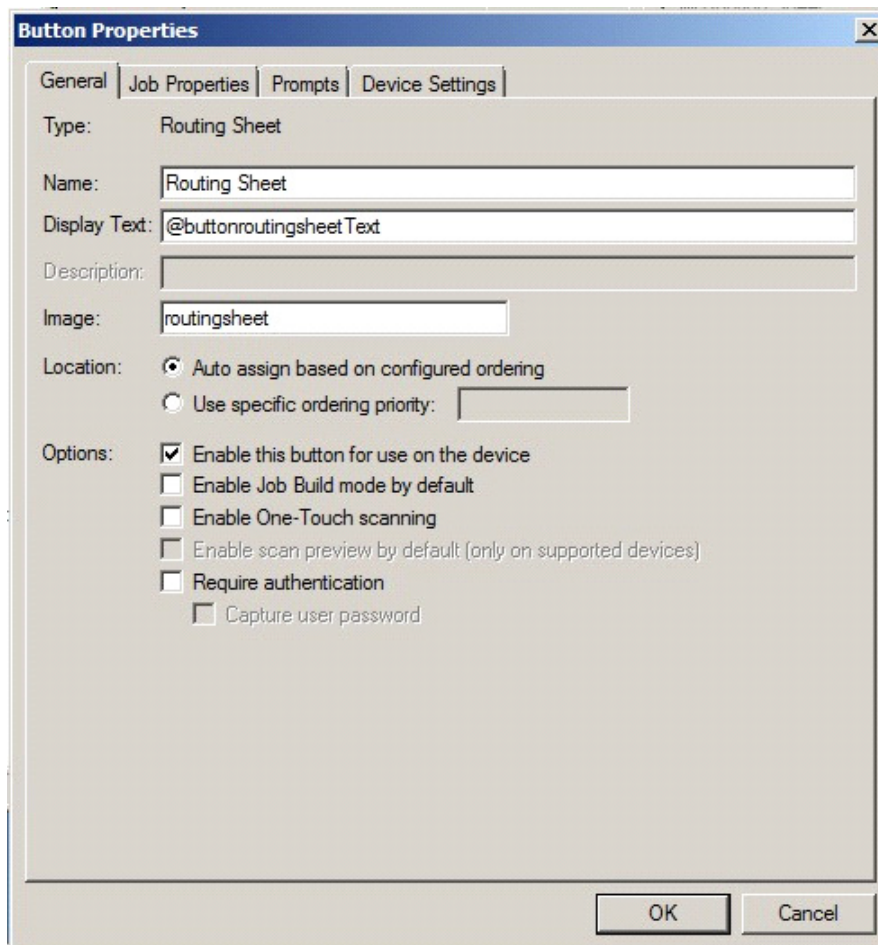 Button Properties
General Job Properties Prompts Device Settings
Type: Routing Sheet
Name: Routing Sheet
Display Text: @buttonroutingsheetText
Description:
Image: routingsheet
Location: Auto assign based on configured ordering
Use specific ordering priority:
Options: Enable this button for use on the device
Enable Job Build mode by default
Enable One-Touch scanning
Enable scan preview by default (only on supported devices)
Require authentication
Capture user password
OK Cancel